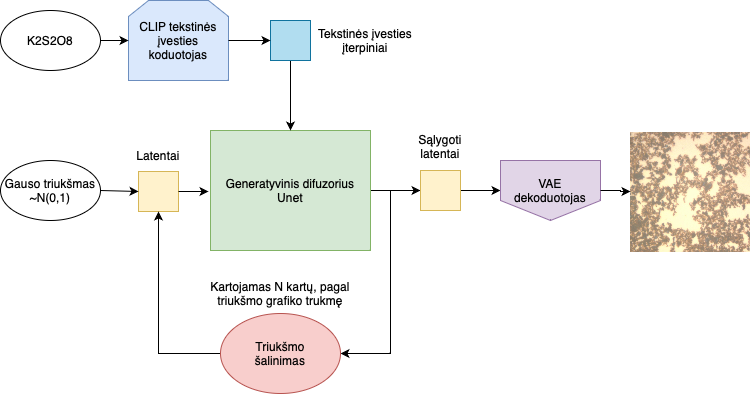 K2S2O8
CLIP tekstinės
įvesties
koduotojas
Tekstinės įvesties
įterpiniai
Gauso triukšmas
~N(0,1)
Latentai
Generatyvinis difuzorius
Unet
Sąlygoti
latentai
VAE
dekoduotojas
Kartojamas N kartų, pagal
triukšmo grafiko trukmę
Triukšmo
šalinimas